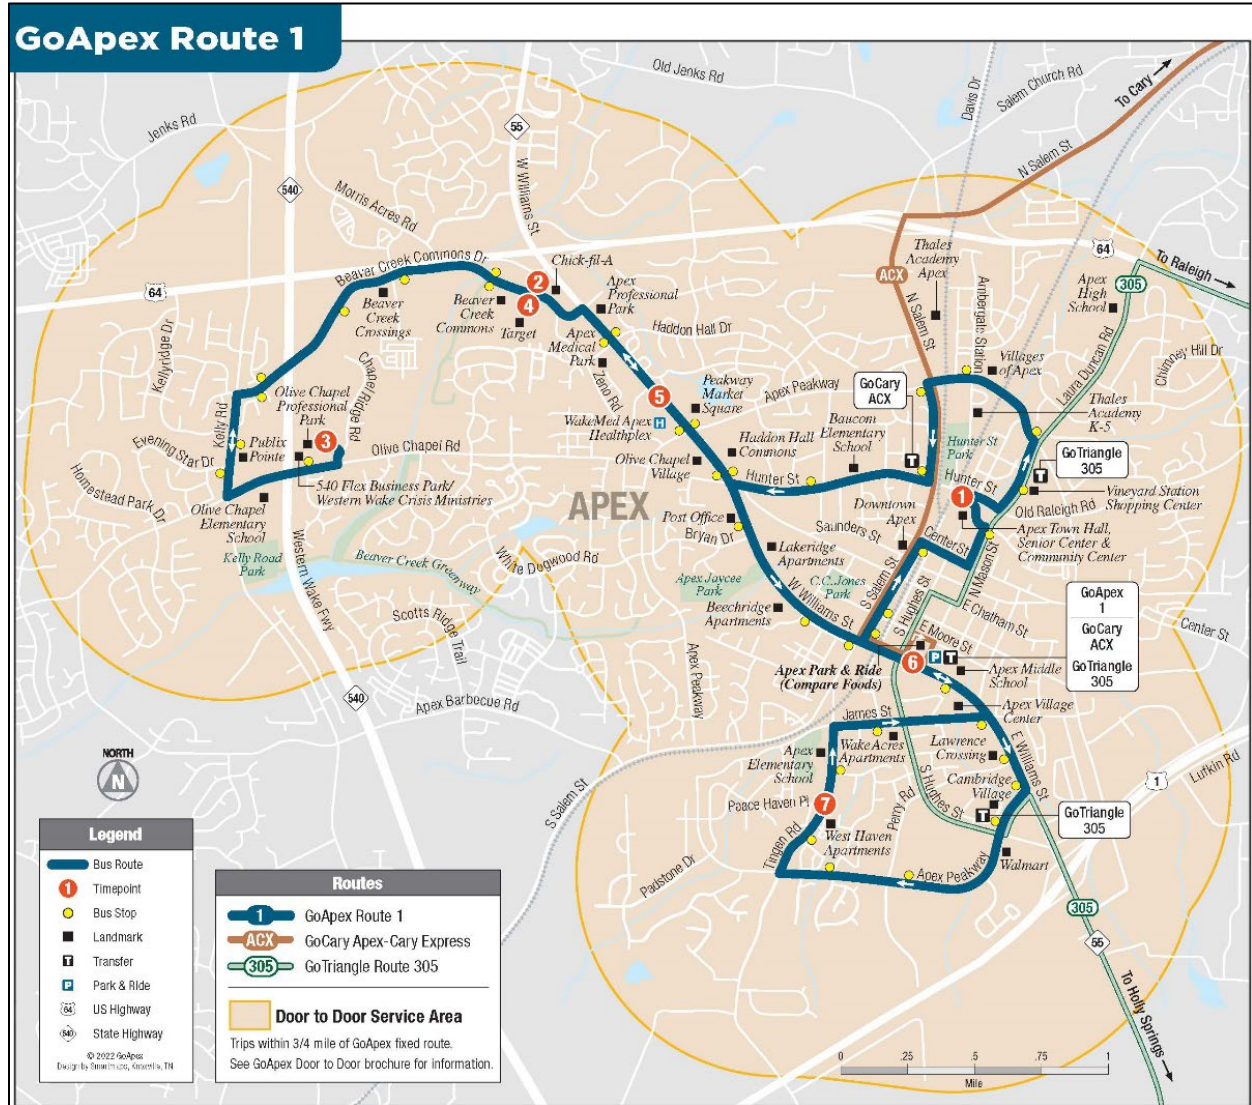 GoApex Route 1
Old Jenks Rd
Davis Dr
Salem Church Rd
To Cary
Jenks Rd
55
W Williams St
N Salem St
540
Morris Acres Rd
64
To Raleigh
Beaver Creek Commons Dr
Chick-fil-A
Thales
Academy
Apex
ACX
305
Apex
High
School
64
Beaver
Creek
Crossings
Beaver
Creek
Commons
2
4
Target
Apex
Professional
Park
Haddon Hall Dr
N Salem St
Ambergate Station
Villages
of Apex
Laura Duncan Rd
Chimney Hill Dr
Kellyridge Dr
Chapel Ridge Rd
Apex
Medical
Park
Zeno Rd
5
Peakway
Market
Square
Apex Peakway
GoCary
ACX
Thales
Academy
K-5
Olive Chapel
Professional
Park
3
Kelly Rd
Publix
Pointe
Evening Star Dr
Olive Chapel Rd
WakeMed Apex
Healthplex
H
Haddon Hall
Commons
Baucom
Elementary
School
T
Hunter St
Park
GoTriangle
305
T
Homestead Park Dr
540 Flex Business Park/
Western Wake Crisis Ministries
Olive Chapel
Village
Hunter St
Hunter St
1
Vineyard Station
Shopping Center
Old Raleigh Rd
Olive Chapel
Elementary
School
APEX
Post Office
Bryan Dr
Saunders St
Downtown
Apex
Center St
Apex Town Hall,
Senior Center &
Community Center
Kelly Road
Park
Western Wake Fwy
Beaver Creek Greenway
White Dogwood Rd
Lakeridge
Apartments
Apex Jaycee
Park
C.C. Jones
Park
S Salem St
S Hughes St
N Mason St
E Chatham St
Center St
Scotts Ridge
Trail
Beechridge
Apartments
W Williams St
E Moore St
GoApex
1
GoCary
ACX
GoTriangle
305
540
Apex Barbecue Rd
Apex
Peakway
Apex Park & Ride
(Compare Foods)
6
P
T
Apex Middle
School
James St
Apex Village
Center
NORTH
N
Apex
Elementary
School
Wake Acres
Apartments
Lawrence
Crossing
E Williams St
1
Lufkin Rd
S Salem St
Peace Haven Pl
7
Perry Rd
S Hughes St
Cambridge
Village
T
GoTriangle
305
Tingen Rd
West Haven
Apartments
Walmart
Padstone Dr
Apex Peakway
305
55
To Holly Springs
Legend
Bus Route
1
Timepoint
Bus Stop
Landmark
T
Transfer
P
Park & Ride
64
US Highway
540
State Highway
© 2022 GoApex
Design by Smartmaps, Knoxville, TN
Routes
1
GoApex Route 1
ACX
GoCary Apex-Cary Express
305
GoTriangle Route 305
Door to Door Service Area
Trips within 3/4 mile of GoApex fixed route.
See GoApex Door to Door brochure for information.
0
.25
.5
.75
1
Mile